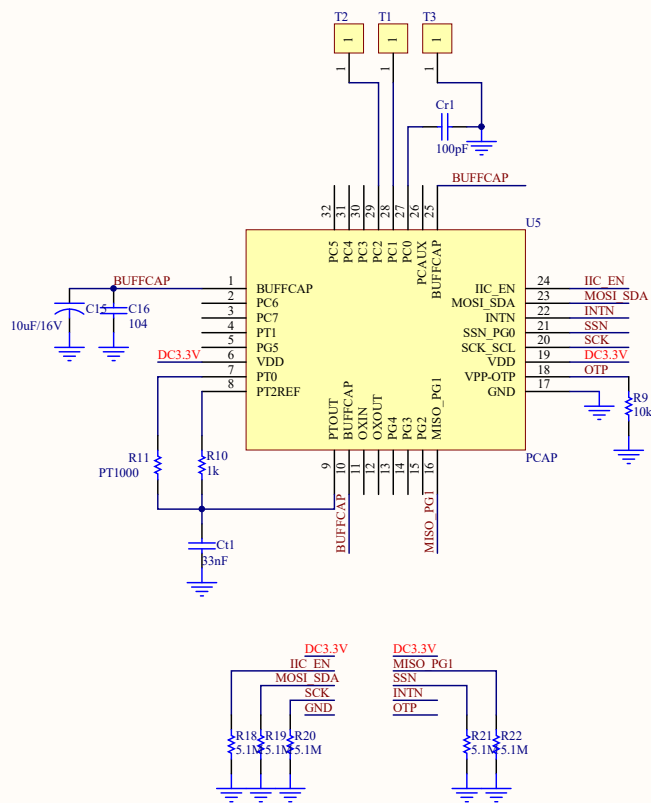 T2 T1 T3
1 1 1
1 1 1
Cr1
100pF
BUFFCAP
32 31 30 29 28 27 26 25
PC5 PC4 PC3 PC2 PC1 PC0 PCAUX BUFFCAP
U5
BUFFCAP 1 BUFFCAP
2 PC6
3 PC7
4 PT1
5 PG5
DC3.3V 6 VDD
7 PT0
8 PT2REF
IIC_EN 24 IIC_EN
MOSI_SDA 23 MOSI_SDA
INTN 22 INTN
SSN_PG0 21 SSN
SCK_SCL 20 SCK
VDD 19 DC3.3V
VPP-OTP 18 OTP
GND 17
C15
10uF/16V
C16
104
R9
10k
PTOUT BUFFCAP OXIN OXOUT PG4 PG3 PG2 MISO_PG1
9 10 11 12 13 14 15 16
PCAP
R11
PT1000
R10
1k
BUFFCAP
MISO_PG1
Ct1
33nF
DC3.3V
IIC_EN
MOSI_SDA
SCK
GND
DC3.3V
MISO_PG1
SSN
INTN
OTP
R18 R19 R20
5.1M 5.1M 5.1M
R21 R22
5.1M 5.1M